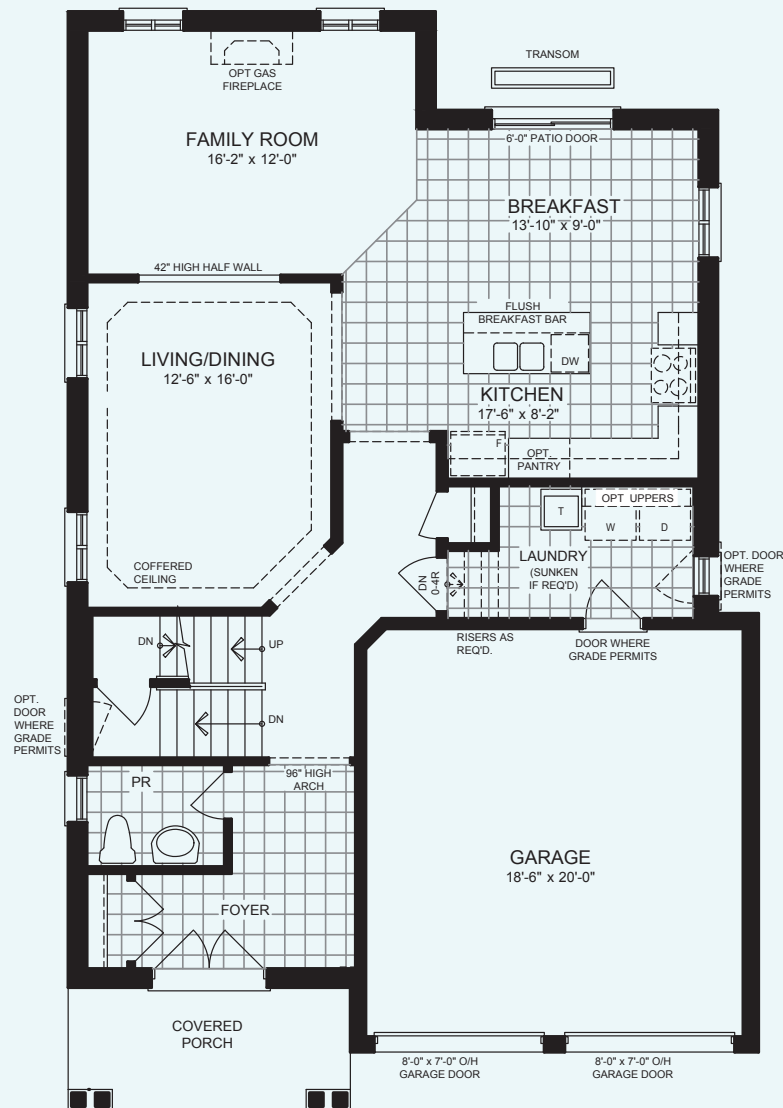 TRANSOM
OPT GAS
FIREPLACE
6'-0" PATIO DOOR
FAMILY ROOM
16'-2" x 12'-0"
BREAKFAST
13'-10" x 9'-0"
42" HIGH HALF WALL
FLUSH
BREAKFAST BAR
DW
LIVING/DINING
12'-6" x 16'-0"
KITCHEN
17'-6" x 8'-2"
F
OPT.
PANTRY
OPT UPPERS
T
W
D
COFFERED
CEILING
LAUNDRY
(SUNKEN
IF REQ'D)
DN
0-4R
OPT. DOOR
WHERE
GRADE
PERMITS
RISERS AS
REQ'D.
DOOR WHERE
GRADE PERMITS
DN
UP
DN
OPT.
DOOR
WHERE
GRADE
PERMITS
PR
96" HIGH
ARCH
GARAGE
18'-6" x 20'-0"
FOYER
COVERED
PORCH
8'-0" x 7'-0" O/H
GARAGE DOOR
8'-0" x 7'-0" O/H
GARAGE DOOR